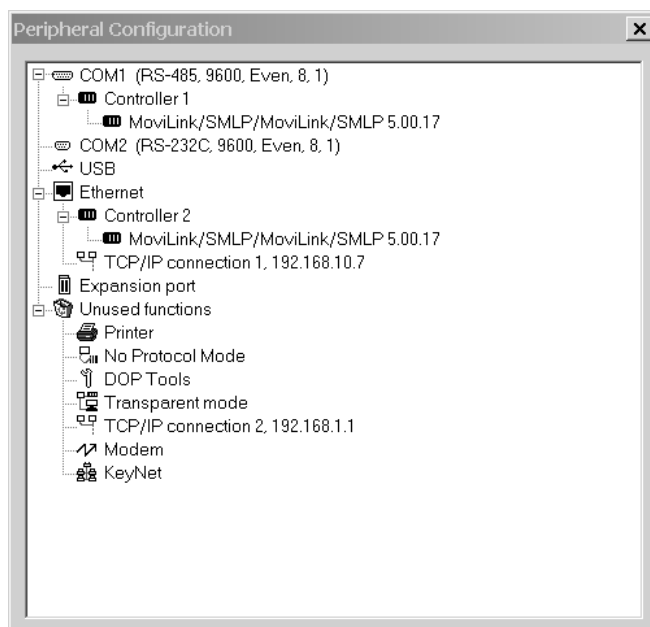 Peripheral Configuration
COM1 (RS-485, 9600, Even, 8, 1)
Controller 1
MoviLink/SMLP/MoviLink/SMLP 5.00.17
COM2 (RS-232C, 9600, Even, 8, 1)
USB
Ethernet
Controller 2
MoviLink/SMLP/MoviLink/SMLP 5.00.17
TCP/IP connection 1, 192.168.10.7
Expansion port
Unused functions
Printer
No Protocol Mode
DOP Tools
Transparent mode
TCP/IP connection 2, 192.168.1.1
Modem
KeyNet